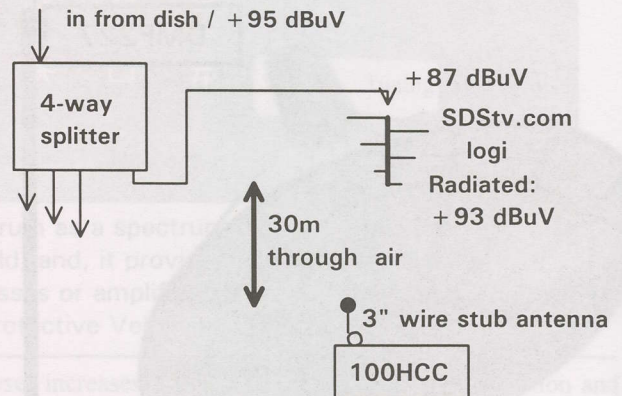 in from dish / +95 dBuV
4-way
splitter
+87 dBuV
SDStv.com
logi
Radiated:
+93 dBuV
30m
through air
3" wire stub antenna
100HCC